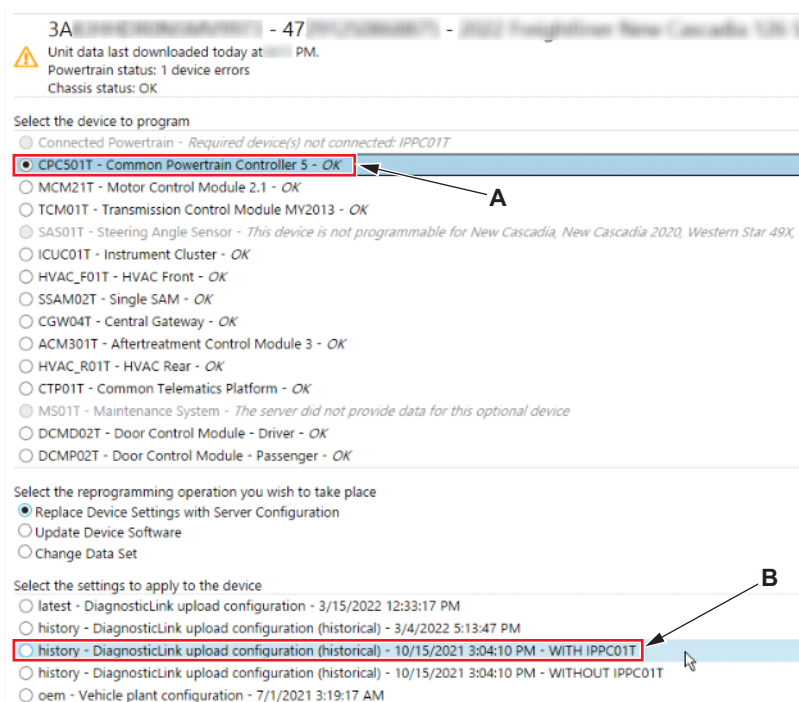 3A - 47 -
Unit data last downloaded today at PM.
Powertrain status: 1 device errors
Chassis status: OK
Select the device to program
Connected Powertrain - Required device(s) not connected: IPPC01T
CPC501T - Common Powertrain Controller 5 - OK
A
MCM21T - Motor Control Module 2.1 - OK
TCM01T - Transmission Control Module MY2013 - OK
SAS01T - Steering Angle Sensor - This device is not programmable for New Cascadia, New Cascadia 2020, Western Star 49X,
ICUC01T - Instrument Cluster - OK
HVAC_F01T - HVAC Front - OK
SSAM02T - Single SAM - OK
CGW04T - Central Gateway - OK
ACM301T - Aftertreatment Control Module 3 - OK
HVAC_R01T - HVAC Rear - OK
CTP01T - Common Telematics Platform - OK
MS01T - Maintenance System - The server did not provide data for this optional device
DCMD02T - Door Control Module - Driver - OK
DCMP02T - Door Control Module - Passenger - OK
Select the reprogramming operation you wish to take place
Replace Device Settings with Server Configuration
Update Device Software
Change Data Set
Select the settings to apply to the device
B
latest - DiagnosticLink upload configuration - 3/15/2022 12:33:17 PM
history - DiagnosticLink upload configuration (historical) - 3/4/2022 5:13:47 PM
history - DiagnosticLink upload configuration (historical) - 10/15/2021 3:04:10 PM - WITH IPPC01T
history - DiagnosticLink upload configuration (historical) - 10/15/2021 3:04:10 PM - WITHOUT IPPC01T
oem - Vehicle plant configuration - 7/1/2021 3:19:17 AM